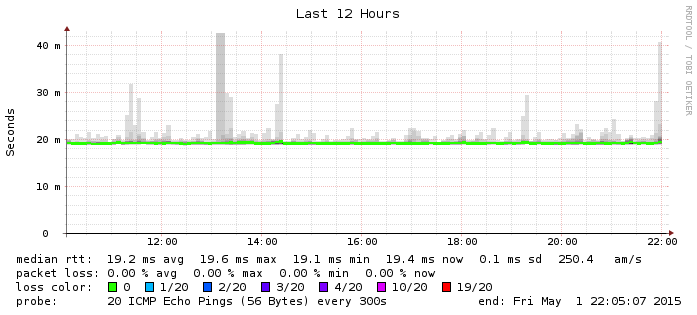 Last 12 Hours
RRDTOOL / TOBI OETIKER
Seconds
40 m
30 m
20 m
10 m
0
12:00 14:00 16:00 18:00 20:00 22:00
median rtt: 19.2 ms avg 19.6 ms max 19.1 ms min 19.4 ms now 0.1 ms sd 250.4 am/s
packet loss: 0.00 % avg 0.00 % max 0.00 % min 0.00 % now
loss color: 0 1/20 2/20 3/20 4/20 10/20 19/20
probe: 20 ICMP Echo Pings (56 Bytes) every 300s end: Fri May 1 22:05:07 2015